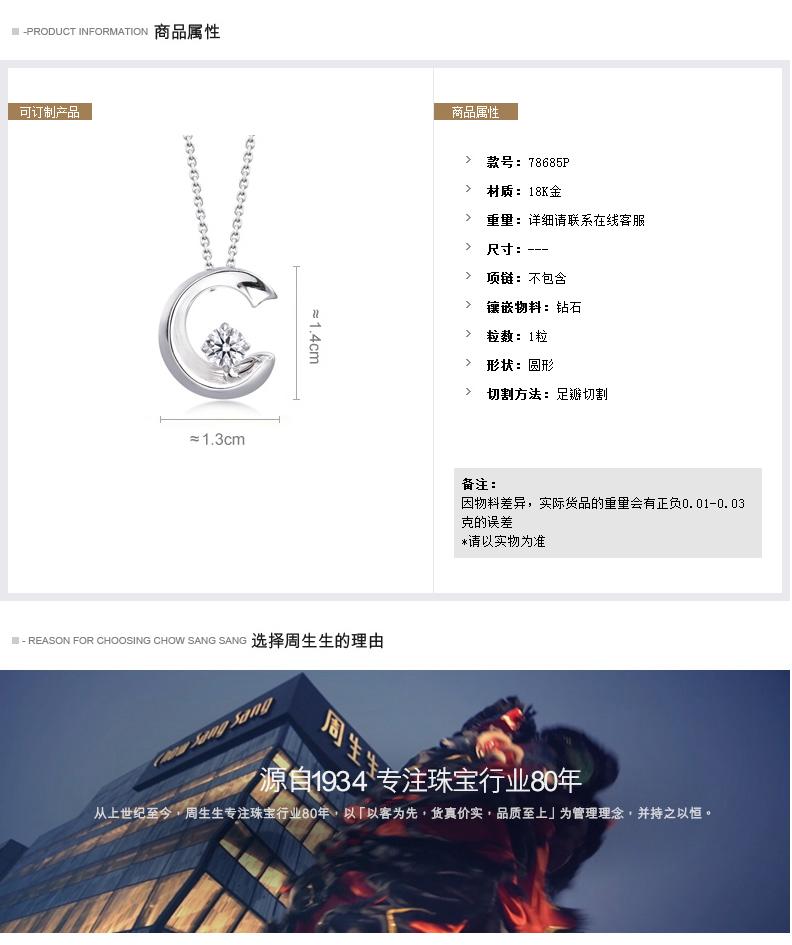 -PRODUCT INFORMATION 商品属性
可订制产品
≈1.4cm
≈1.3cm
商品属性
款号：78685P
材质：18K金
重量：详细请联系在线客服
尺寸：---
项链：不包含
镶嵌物料：钻石
粒数：1粒
形状：圆形
切割方法：足瓣切割
备注：
因物料差异，实际货品的重量会有正负0.01-0.03
克的误差
*请以实物为准
- REASON FOR CHOOSING CHOW SANG SANG 选择周生生的理由
Chow Sang Sang
周生生
源自1934 专注珠宝行业80年
从上世纪至今，周生生专注珠宝行业80年，以「以客为先，货真价实，品质至上」为管理理念，并持之以恒。